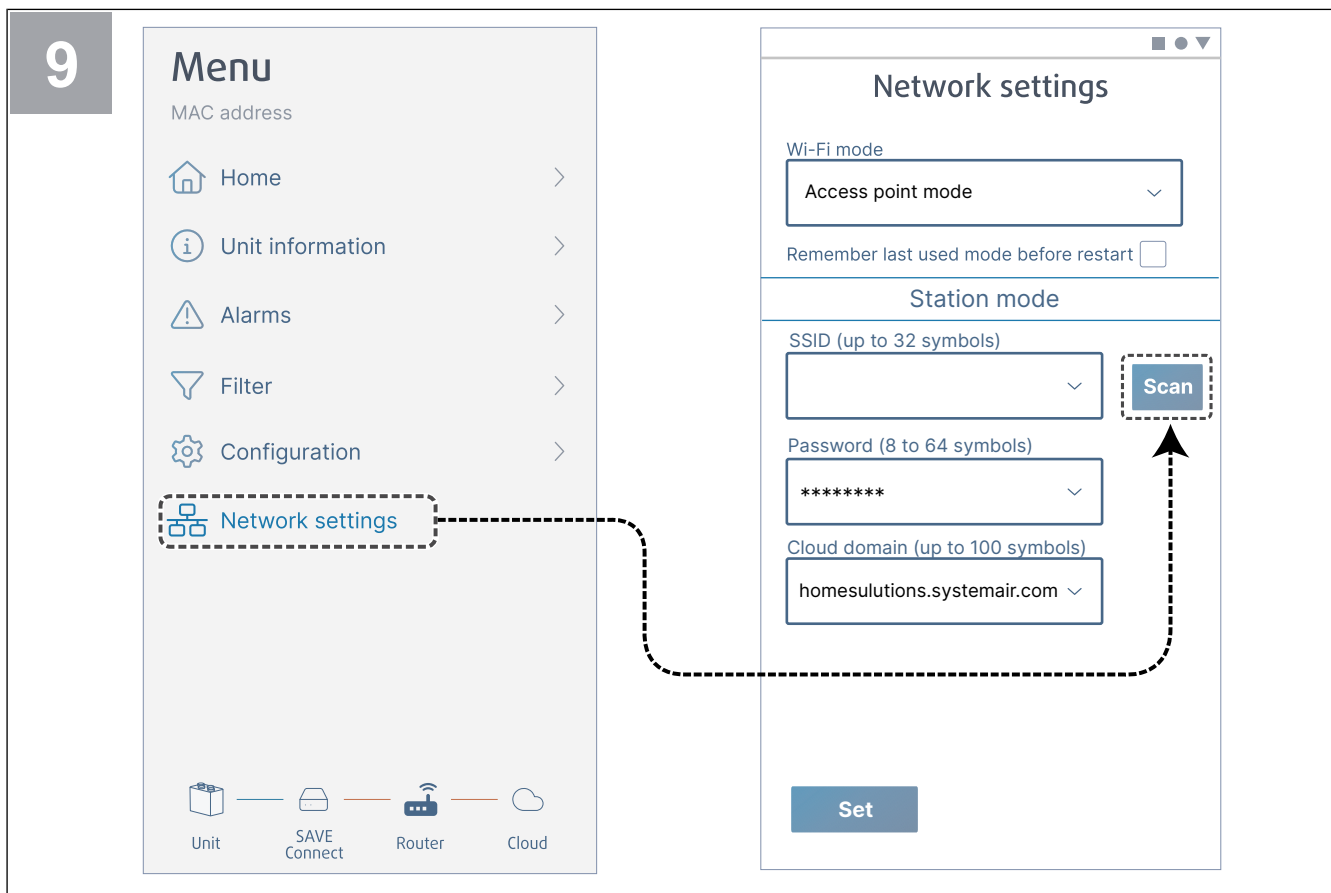 9
Menu
MAC address
Home
Unit information
Alarms
Filter
Configuration
Network settings
Unit
SAVE
Connect
Router
Cloud
Network settings
Wi-Fi mode
Access point mode
Remember last used mode before restart
Station mode
SSID (up to 32 symbols)
Scan
Password (8 to 64 symbols)
********
Cloud domain (up to 100 symbols)
homesulutions.systemair.com
Set